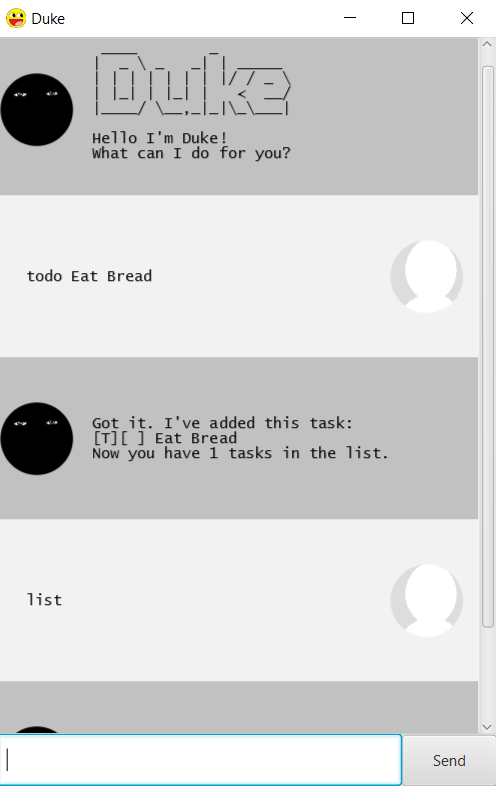 Duke
Duke
Hello I'm Duke!
What can I do for you?
todo Eat Bread
Got it. I've added this task:
[T][ ] Eat Bread
Now you have 1 tasks in the list.
list
Send